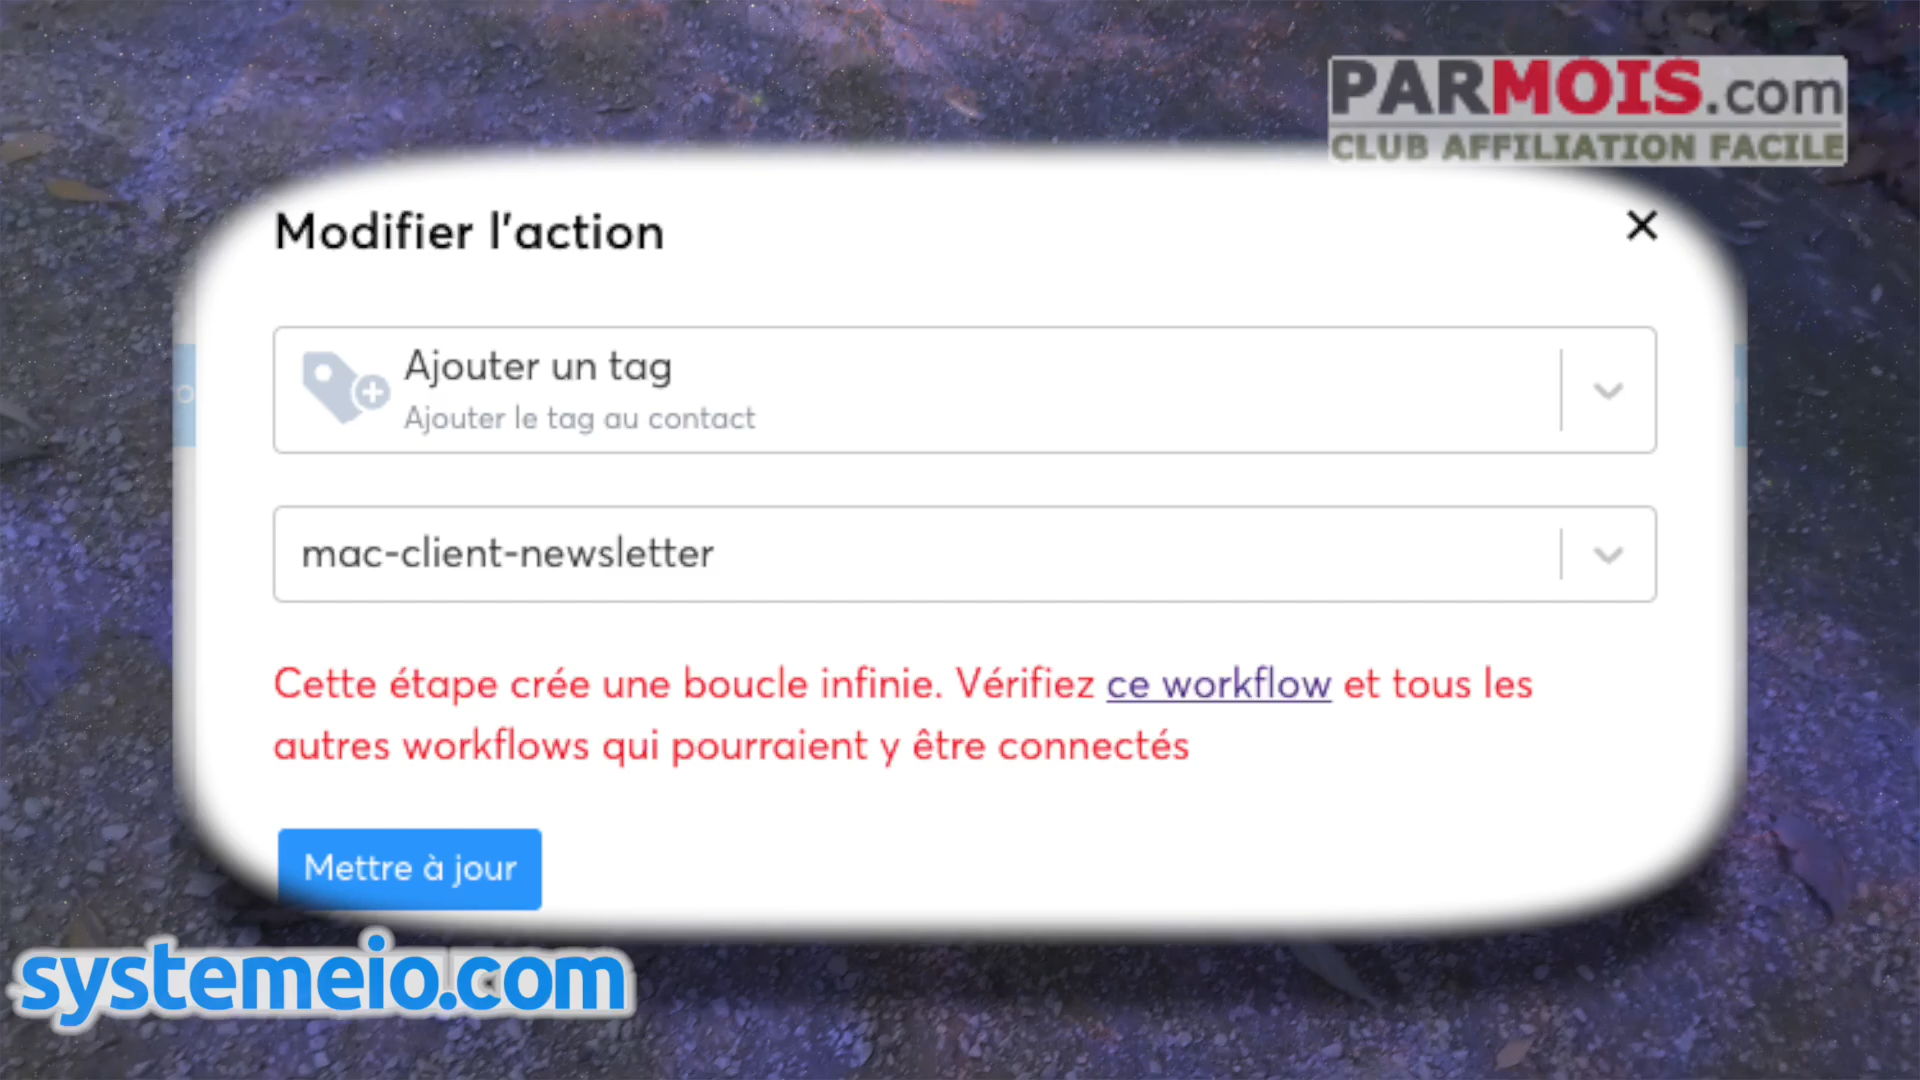 PARMOIS.com
CLUB AFFILIATION FACILE
Modifier l'action
Ajouter un tag
Ajouter le tag au contact
mac-client-newsletter
Cette étape crée une boucle infinie. Vérifiez ce workflow et tous les
autres workflows qui pourraient y être connectés
Mettre à jour
systemeio.com